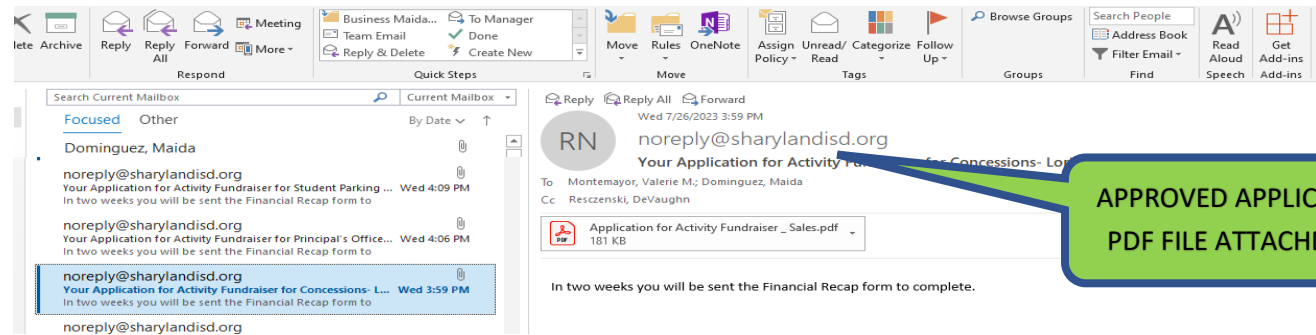 lete Archive Reply Reply All Forward Meeting More
Respond
Business Maida... To Manager
Team Email Done
Reply & Delete Create New
Quick Steps
Move Rules OneNote
Move
Assign Policy Unread/ Read Categorize Follow Up
Tags
Browse Groups
Groups
Search People
Address Book
Filter Email
Find
A Read Aloud
Speech
Get Add-ins
Add-ins
Search Current Mailbox Current Mailbox
Focused Other By Date
Dominguez, Maida
noreply@sharylandisd.org
Your Application for Activity Fundraiser for Student Parking ... Wed 4:09 PM
In two weeks you will be sent the Financial Recap form to
noreply@sharylandisd.org
Your Application for Activity Fundraiser for Principal's Office... Wed 4:06 PM
In two weeks you will be sent the Financial Recap form to
noreply@sharylandisd.org
Your Application for Activity Fundraiser for Concessions- L... Wed 3:59 PM
In two weeks you will be sent the Financial Recap form to
noreply@sharylandisd.org
Reply Reply All Forward
Wed 7/26/2023 3:59 PM
RN
noreply@sharylandisd.org
Your Application for Activity for Concessions- Lor
To Montemayor, Valerie M.; Dominguez, Maida
Cc Resczenski, DeVaughn
PDF
Application for Activity Fundraiser _ Sales.pdf
181 KB
In two weeks you will be sent the Financial Recap form to complete.
APPROVED APPLIC
PDF FILE ATTACH